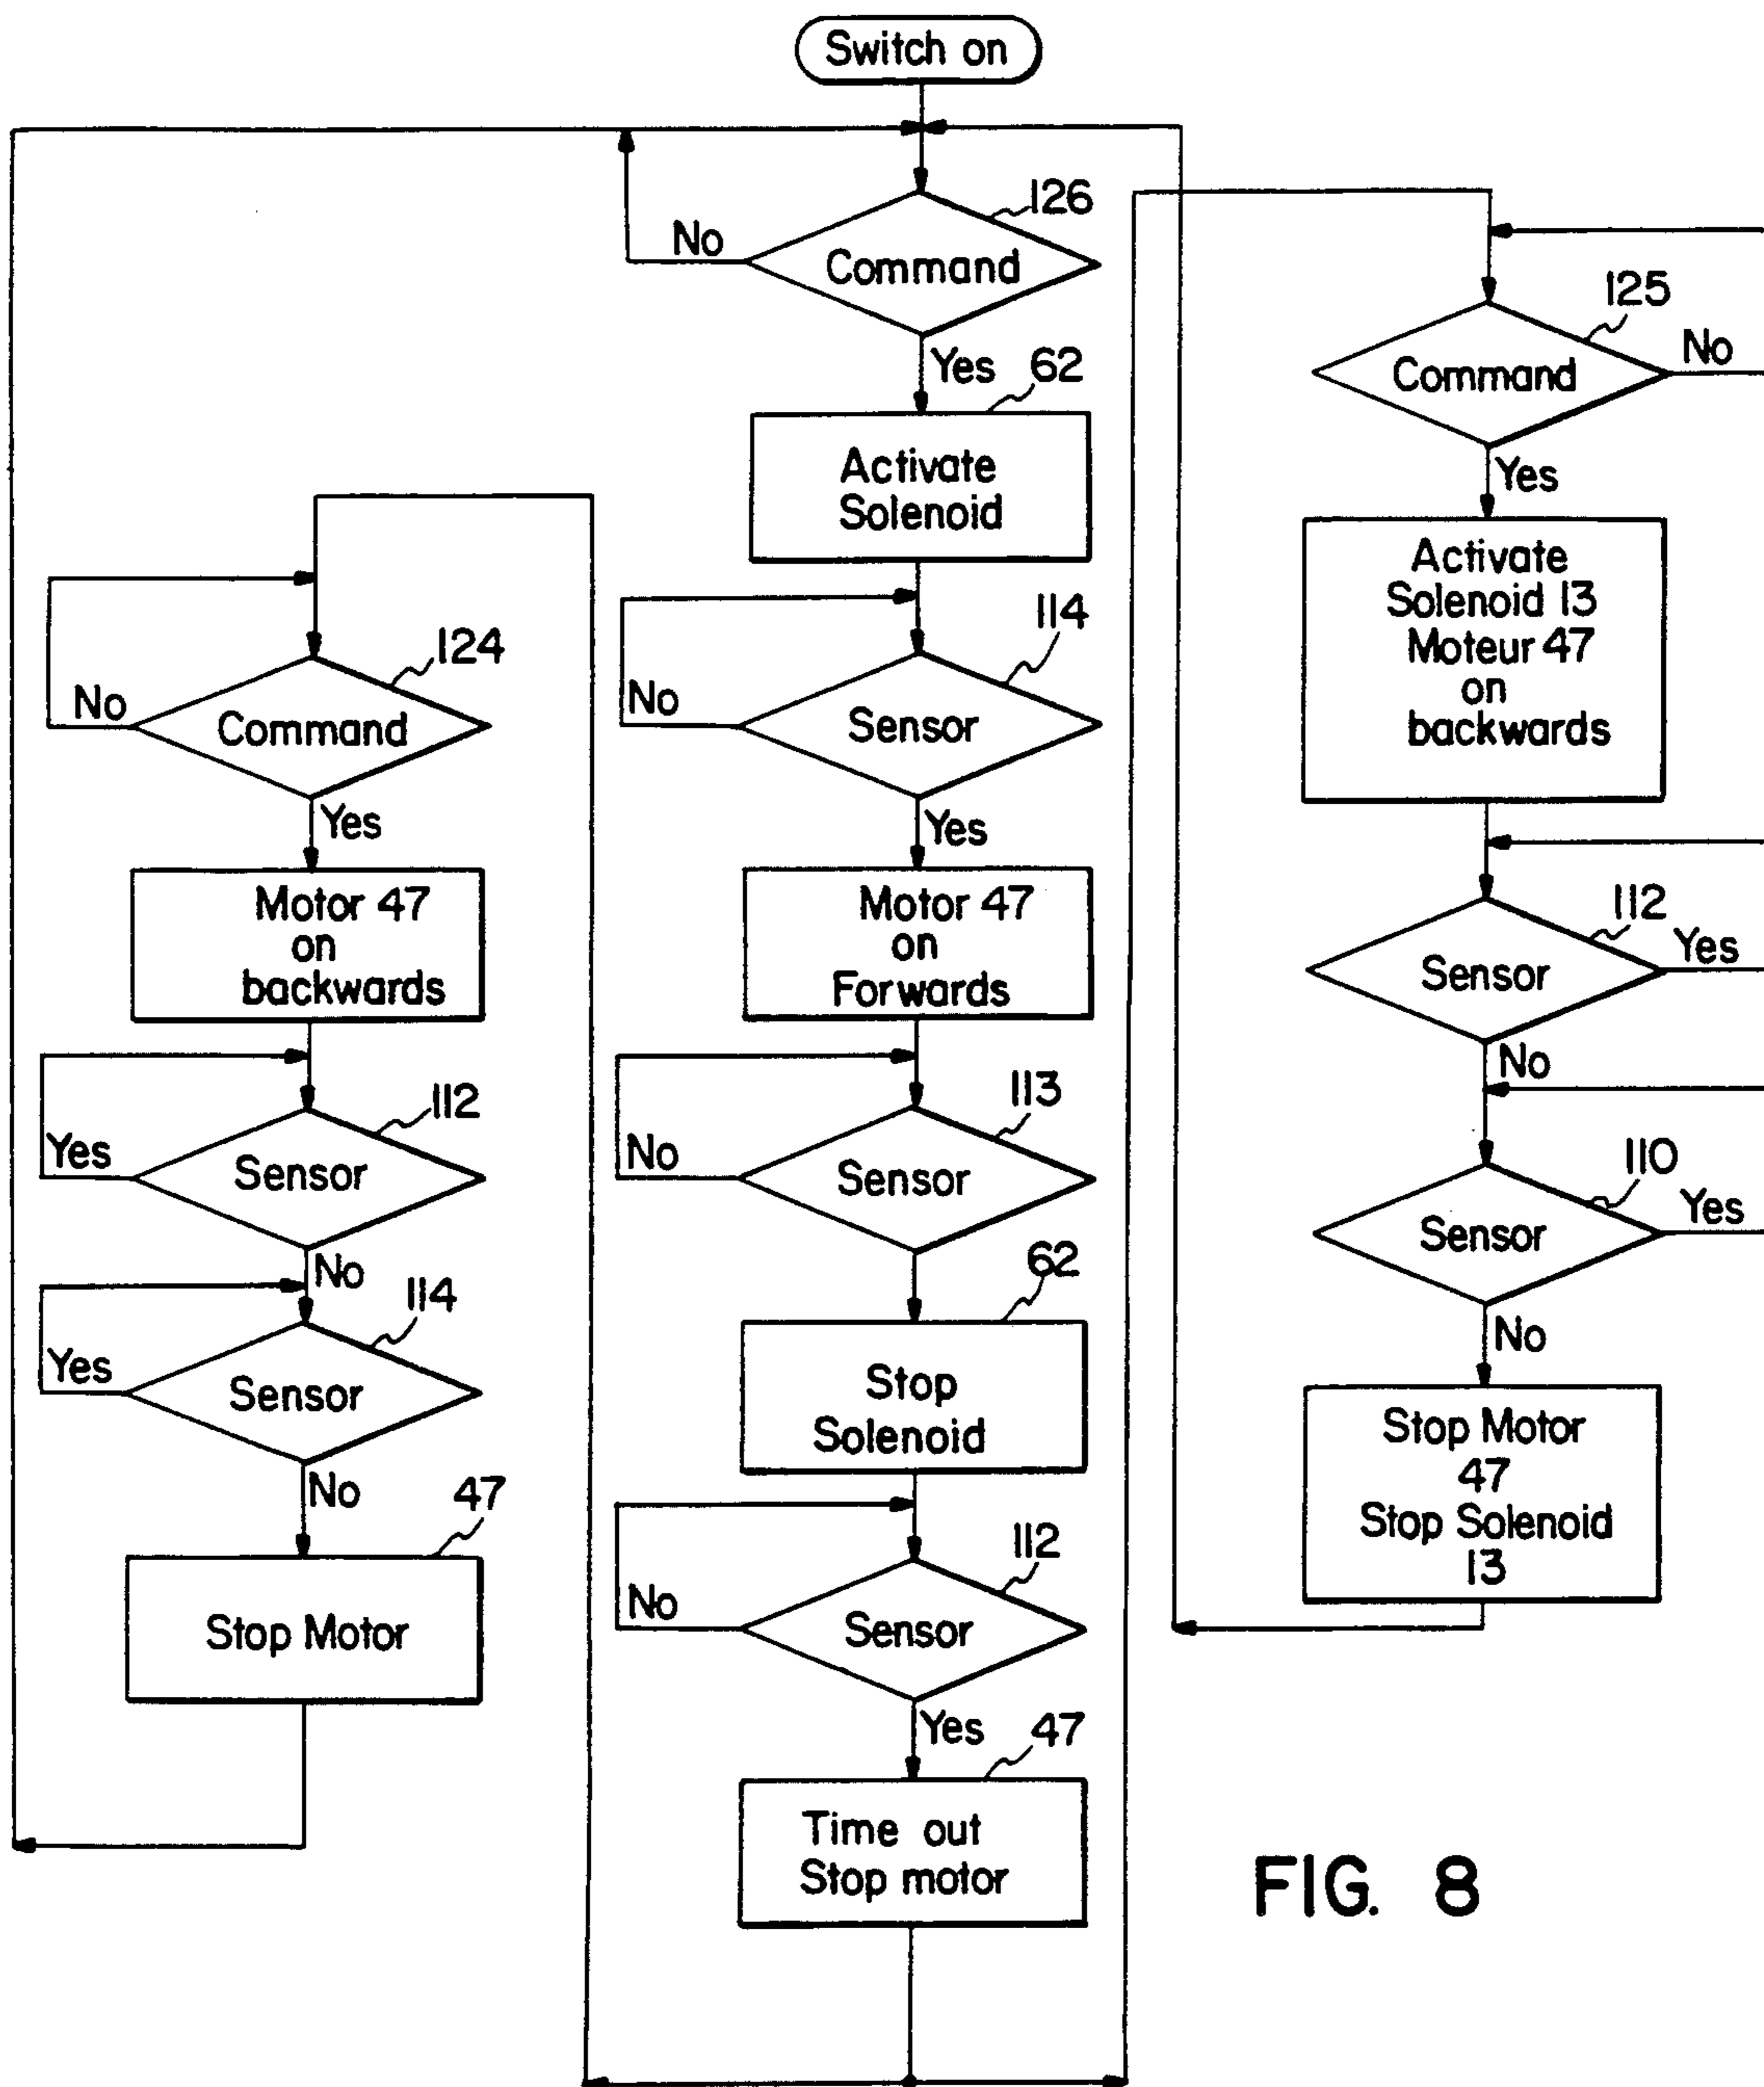 Switch on
126
No
Command
Yes
62
Activate
Solenoid
114
No
Sensor
Yes
Motor 47
on
Forwards
113
No
Sensor
62
Stop
Solenoid
112
No
Sensor
Yes
47
Time out
Stop motor
124
No
Command
Yes
Motor 47
on
backwards
112
Yes
Sensor
No
114
Yes
Sensor
No
47
Stop Motor
125
Command
No
Yes
Activate
Solenoid 13
Moteur 47
on
backwards
112
Sensor
Yes
No
110
Sensor
Yes
No
Stop Motor
47
Stop Solenoid
13
FIG. 8